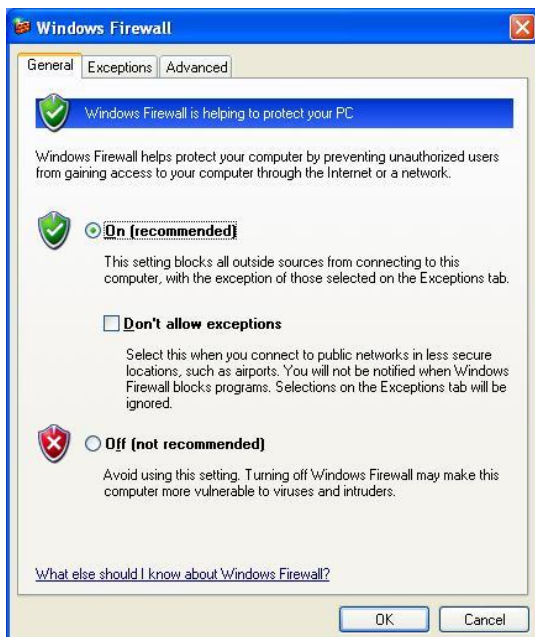 Windows Firewall
General Exceptions Advanced
Windows Firewall is helping to protect your PC
Windows Firewall helps protect your computer by preventing unauthorized users
from gaining access to your computer through the Internet or a network.
On (recommended)
This setting blocks all outside sources from connecting to this
computer, with the exception of those selected on the Exceptions tab.
Don't allow exceptions
Select this when you connect to public networks in less secure
locations, such as airports. You will not be notified when Windows
Firewall blocks programs. Selections on the Exceptions tab will be
ignored.
Off (not recommended)
Avoid using this setting. Turning off Windows Firewall may make this
computer more vulnerable to viruses and intruders.
What else should I know about Windows Firewall?
OK Cancel